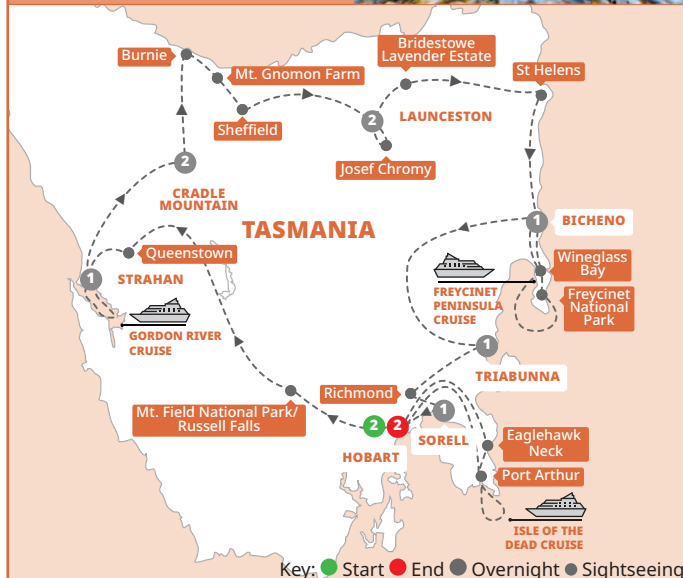 Burnie
Mt. Gnomon Farm
Sheffield
Bridestowe
Lavender Estate
St Helens
2
LAUNCESTON
Josef Chromy
2
CRADLE
MOUNTAIN
TASMANIA
1
BICHENO
Queenstown
1
STRAHAN
GORDON RIVER
CRUISE
Wineglass
Bay
FREYCINET
PENINSULA
CRUISE
Freycinet
National
Park
1
TRIABUNNA
Richmond
Mt. Field National Park/
Russell Falls
2
2
HOBART
1
SORELL
Eaglehawk
Neck
Port Arthur
ISLE OF THE
DEAD CRUISE
Key: Start End Overnight Sightseeing